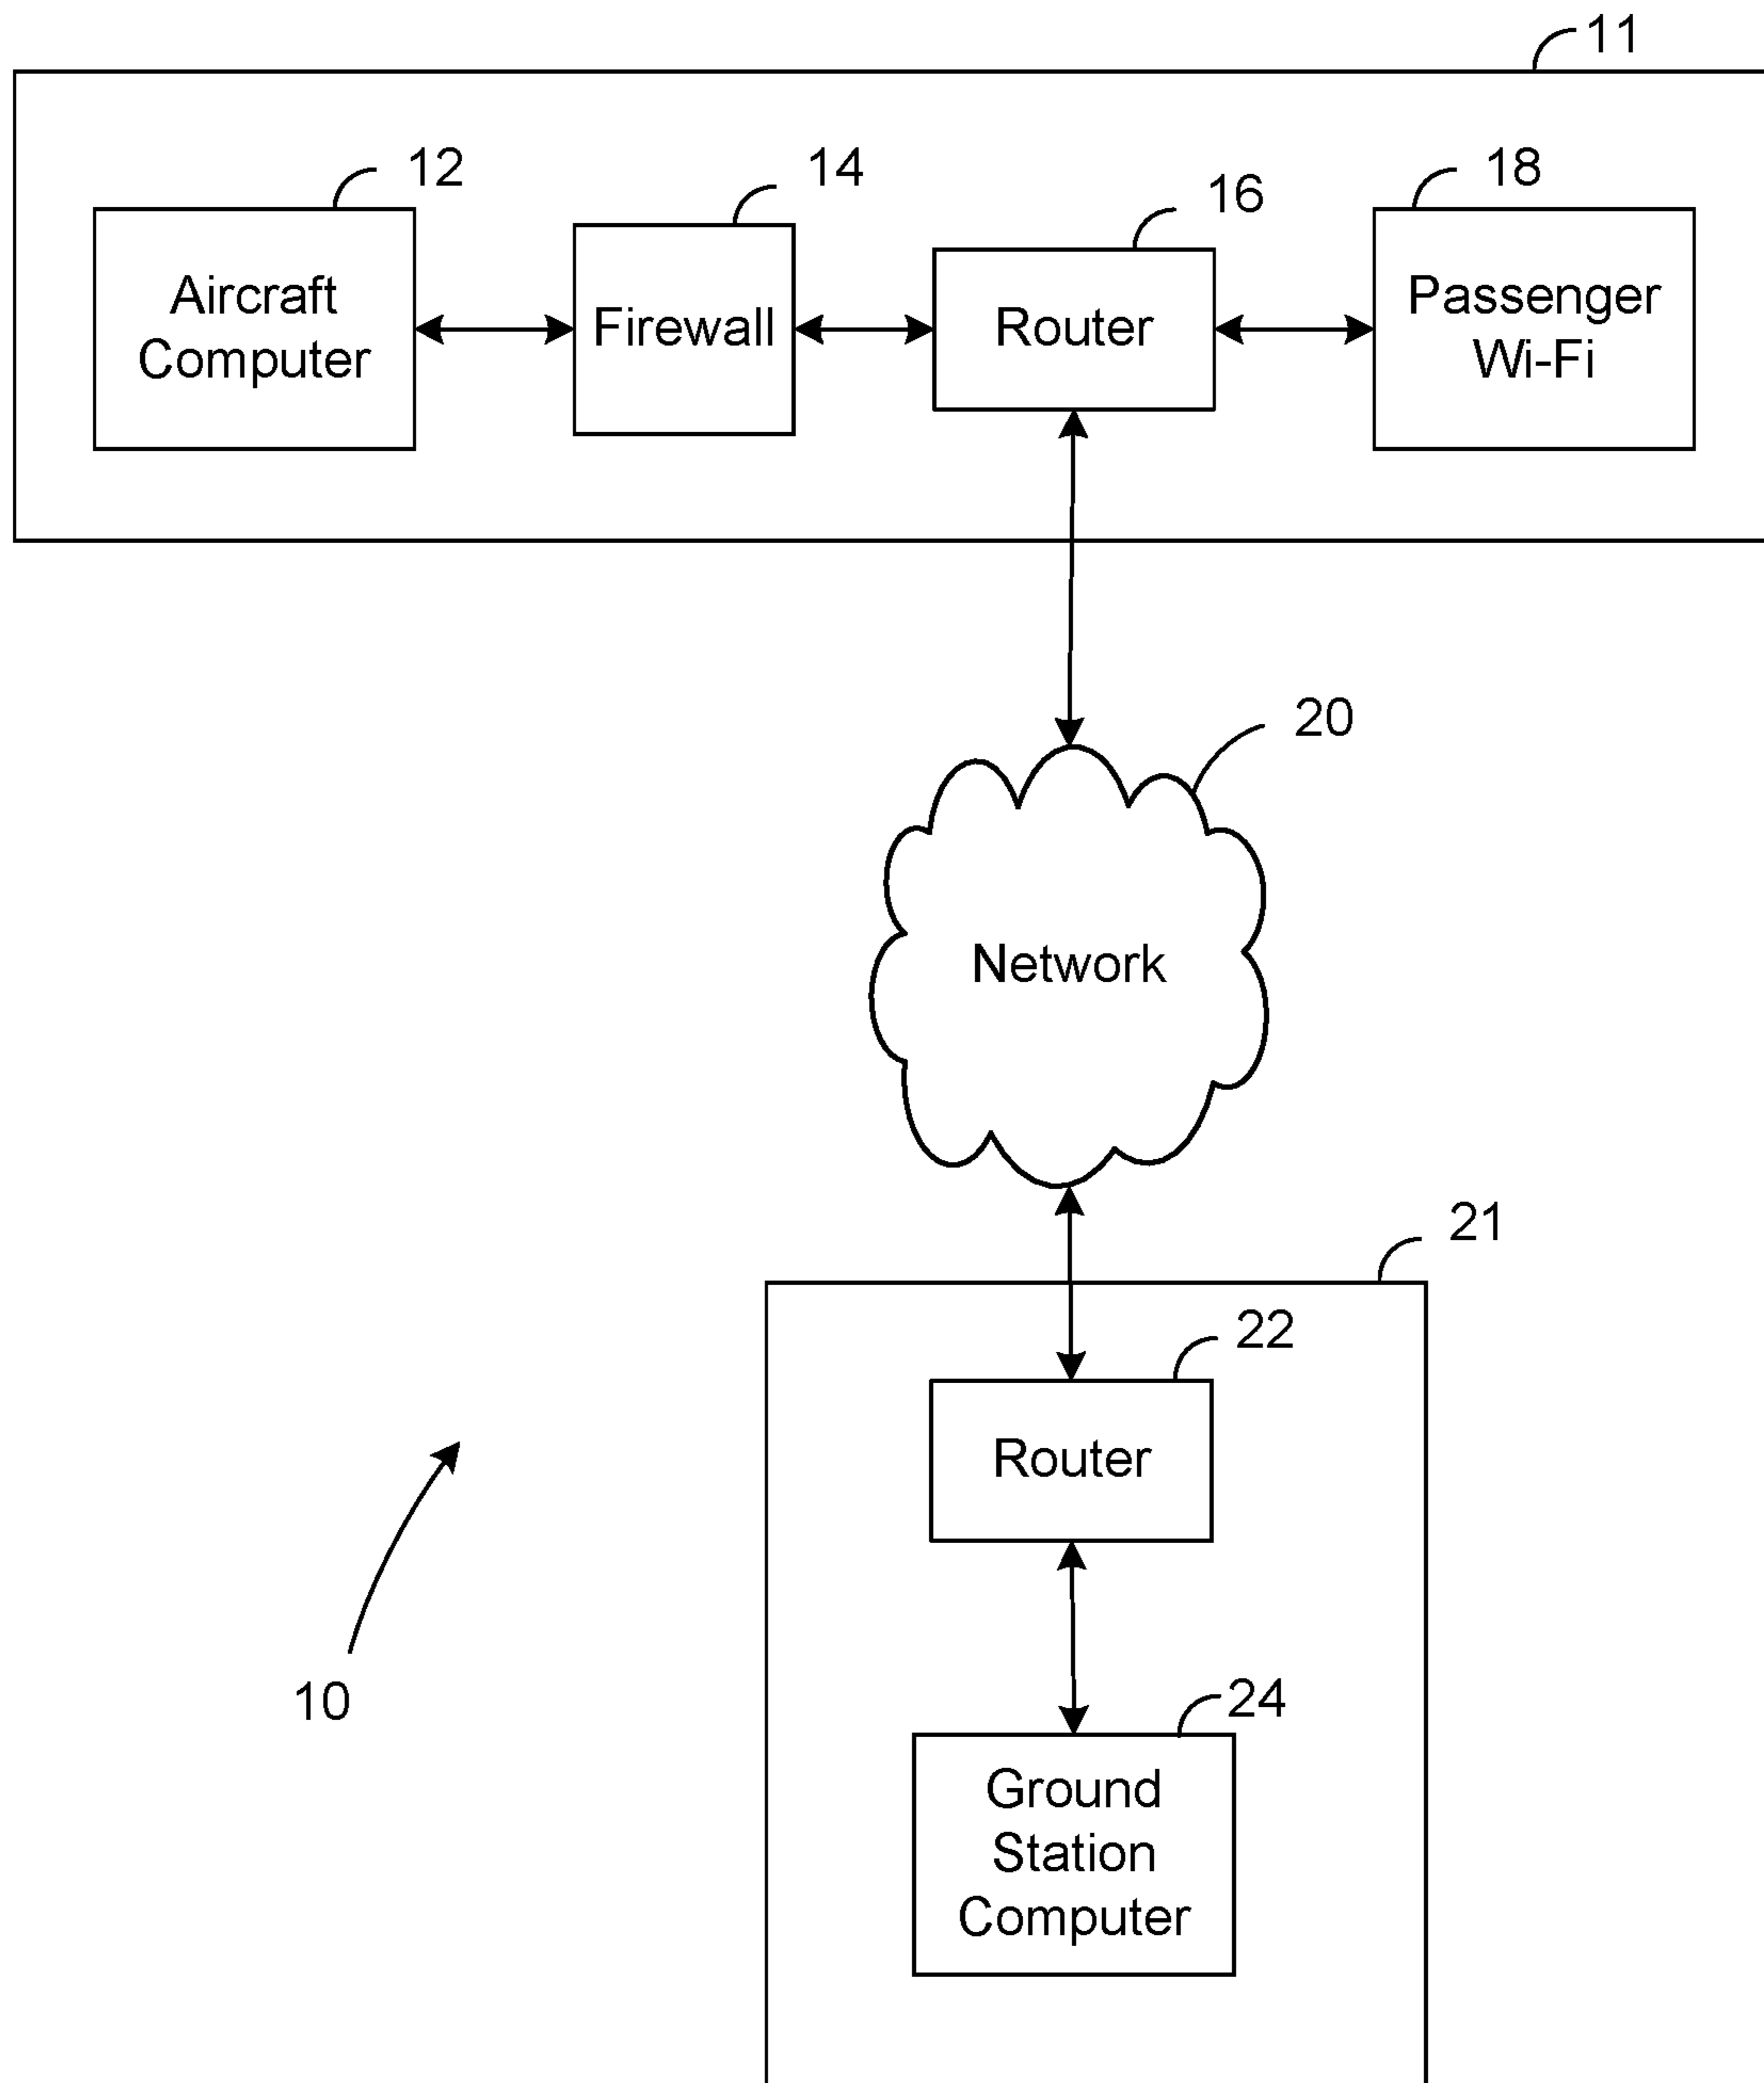 11
12
14
16
18
Aircraft
Computer
Firewall
Router
Passenger
Wi-Fi
20
Network
21
22
Router
10
24
Ground
Station
Computer